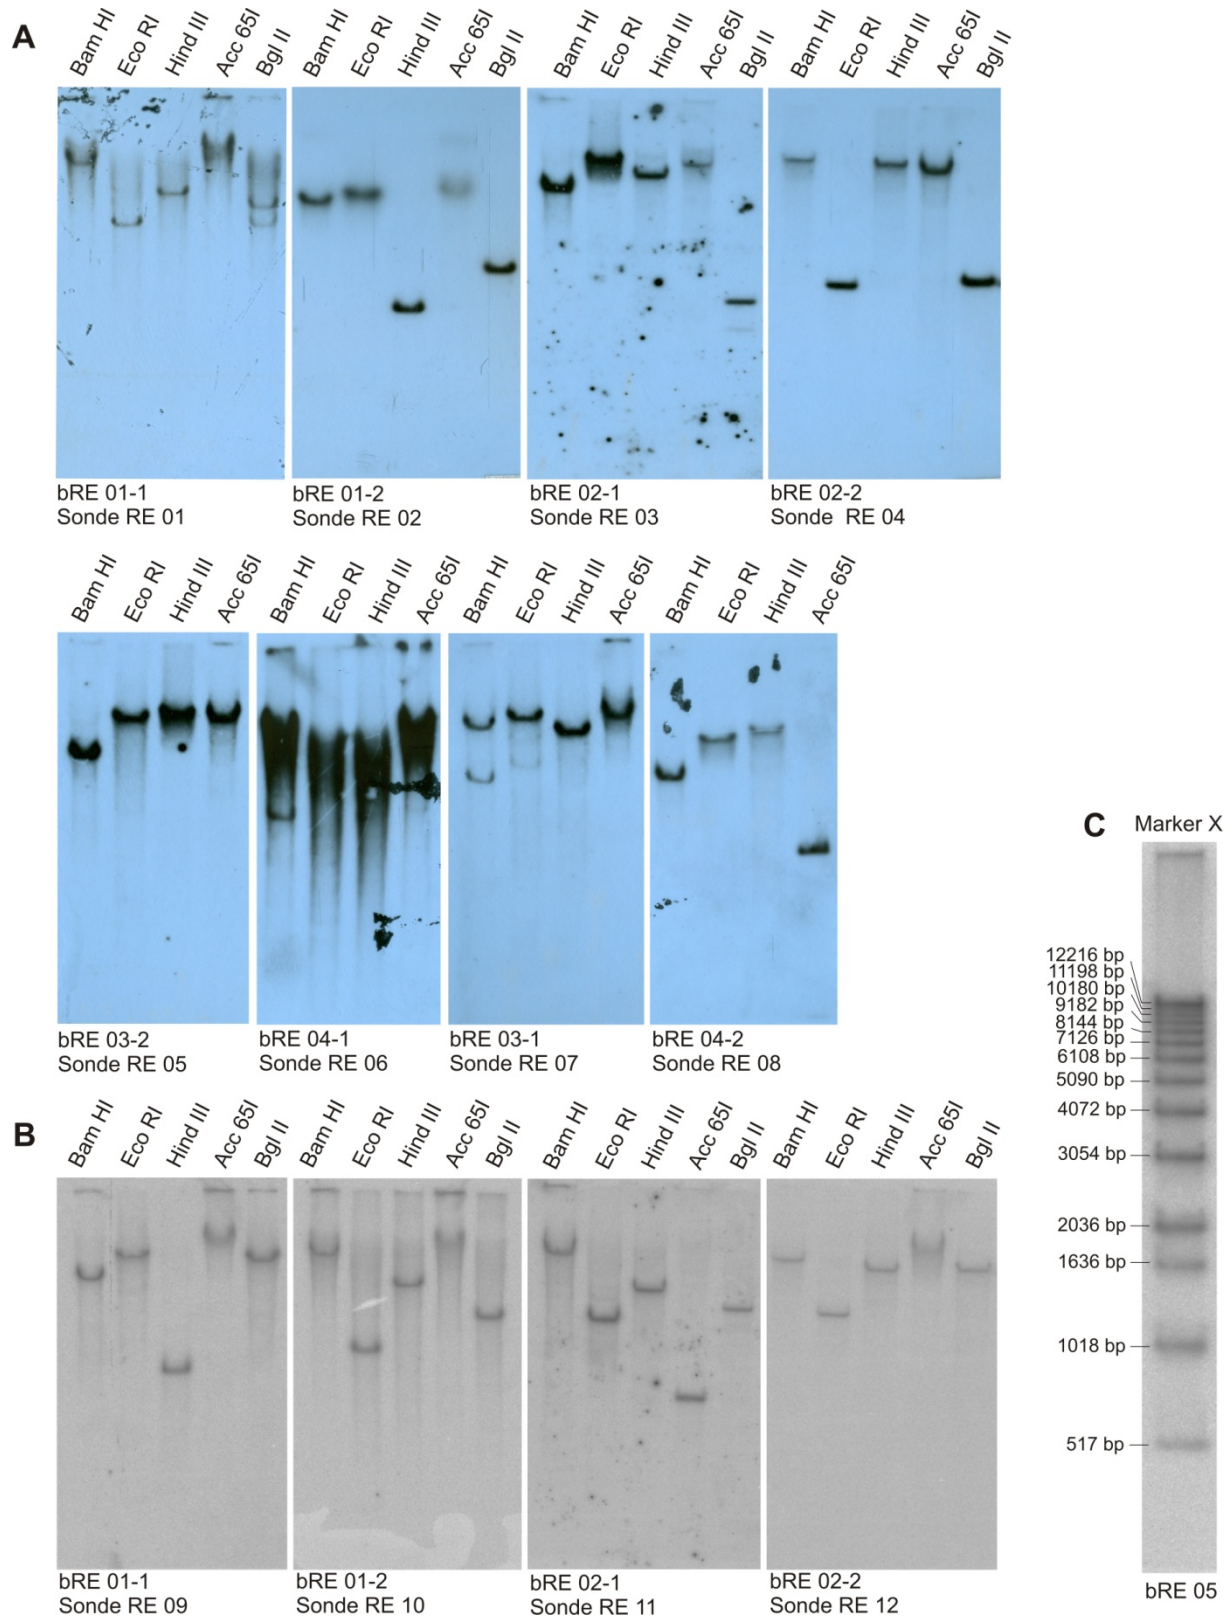 A
Bam HI Eco RI Hind III Acc 65I Bgl II Bam HI Eco RI Hind III Acc 65I Bgl II Bam HI Eco RI Hind III Acc 65I Bgl II Bam HI Eco RI Hind III Acc 65I Bgl II
bRE 01-1 bRE 01-2 bRE 02-1 bRE 02-2
Sonde RE 01 Sonde RE 02 Sonde RE 03 Sonde RE 04
Bam HI Eco RI Hind III Acc 65I Bam HI Eco RI Hind III Acc 65I Bam HI Eco RI Hind III Acc 65I Bam HI Eco RI Hind III Acc 65I
bRE 03-2 bRE 04-1 bRE 03-1 bRE 04-2
Sonde RE 05 Sonde RE 06 Sonde RE 07 Sonde RE 08
B
Bam HI Eco RI Hind III Acc 65I Bgl II Bam HI Eco RI Hind III Acc 65I Bgl II Bam HI Eco RI Hind III Acc 65I Bgl II Bam HI Eco RI Hind III Acc 65I Bgl II
bRE 01-1 bRE 01-2 bRE 02-1 bRE 02-2
Sonde RE 09 Sonde RE 10 Sonde RE 11 Sonde RE 12
C Marker X
12216 bp
11198 bp
10180 bp
9182 bp
8144 bp
7126 bp
6108 bp
5090 bp
4072 bp
3054 bp
2036 bp
1636 bp
1018 bp
517 bp
bRE 05